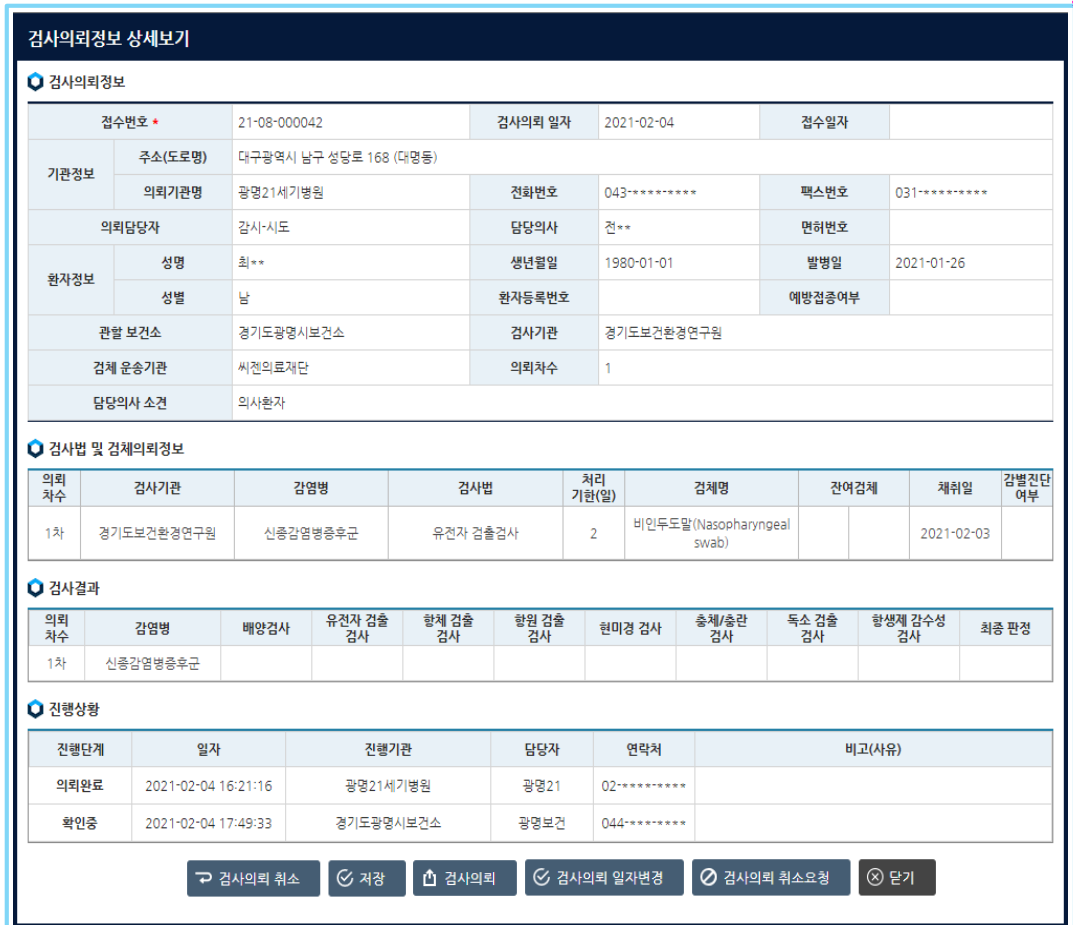 검사의뢰정보 상세보기
검사의뢰정보
접수번호 * 21-08-000042 검사의뢰 일자 2021-02-04 접수일자
기관정보 주소(도로명) 대구광역시 남구 성당로 168 (대명동)
의뢰기관명 광명21세기병원 전화번호 043-****-**** 팩스번호 031-****-****
의뢰담당자 감시-시도 담당의사 전** 면허번호
환자정보 성명 최** 생년월일 1980-01-01 발병일 2021-01-26
성별 남 환자등록번호 예방접종여부
관할 보건소 경기도광명시보건소 검사기관 경기도보건환경연구원
검체 운송기관 씨젠의료재단 의뢰차수 1
담당의사 소견 의사환자
검사법 및 검체의뢰정보
의뢰 차수 검사기관 감염병 검사법 처리 기한(일) 검체명 잔여검체 채취일 감별진단 여부
1차 경기도보건환경연구원 신종감염병증후군 유전자 검출검사 2 비인두도말(Nasopharyngeal swab) 2021-02-03
검사결과
의뢰 차수 감염병 배양검사 유전자 검출 검사 항체 검출 검사 항원 검출 검사 현미경 검사 충체/충란 검사 독소 검출 검사 항생제 감수성 검사 최종 판정
1차 신종감염병증후군
진행상황
진행단계 일자 진행기관 담당자 연락처 비고(사유)
의뢰완료 2021-02-04 16:21:16 광명21세기병원 광명21 02-****-****
확인중 2021-02-04 17:49:33 경기도광명시보건소 광명보건 044-***-****
검사의뢰 취소 저장 검사의뢰 검사의뢰 일자변경 검사의뢰 취소요청 닫기